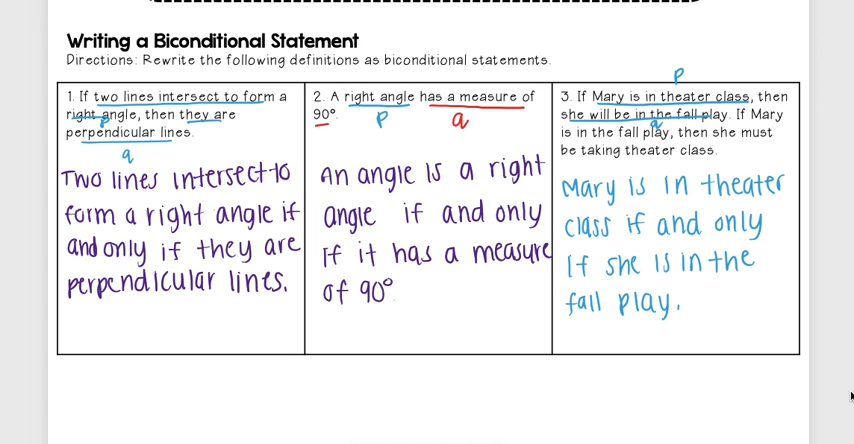 Writing a Biconditional Statement
Directions: Rewrite the following definitions as biconditional statements.
1. If two lines intersect to form a
right angle, then they are
p
perpendicular lines.
q
Two lines intersect to
form a right angle if
and only if they are
perpendicular lines.
2. A right angle has a measure of
90°.
p
q
An angle is a right
angle if and only
if it has a measure
of 90°
p
3. If Mary is in theater class, then
she will be in the fall play. If Mary
q
is in the fall play, then she must
be taking theater class.
Mary is in theater
class if and only
if she is in the
fall play.